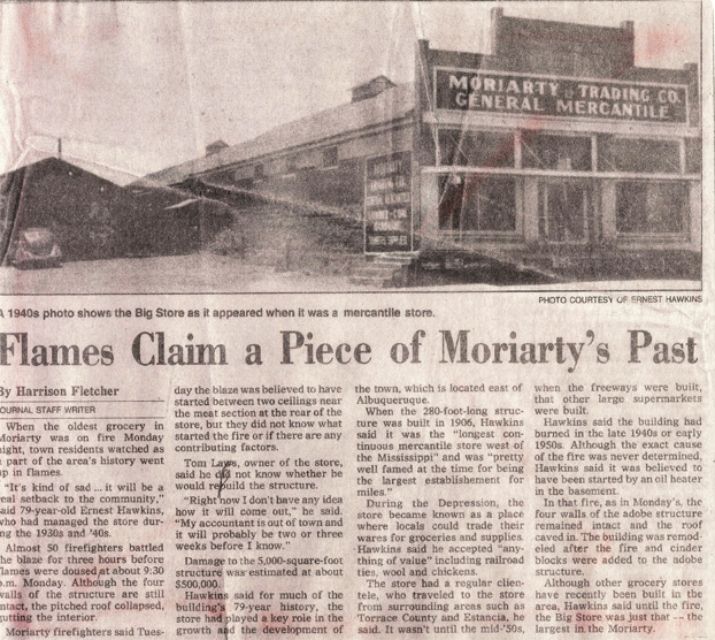 MORIARTY TRADING CO.
GENERAL MERCANTILE
PHOTO COURTESY OF ERNEST HAWKINS
A 1940s photo shows the Big Store as it appeared when it was a mercantile store.
Flames Claim a Piece of Moriarty's Past
By Harrison Fletcher
JOURNAL STAFF WRITER
When the oldest grocery in
Moriarty was on fire Monday
night, town residents watched as
a part of the area's history went
up in flames.
"It's kind of sad ... it will be a
real setback to the community,"
said 79-year-old Ernest Hawkins,
who had managed the store dur-
ing the 1930s and '40s.
Almost 50 firefighters battled
the blaze for three hours before
flames were doused at about 9:30
p.m. Monday. Although the four
walls of the structure are still
intact, the pitched roof collapsed,
gutting the interior.
Moriarty firefighters said Tues-
day the blaze was believed to have
started between two ceilings near
the meat section at the rear of the
store, but they did not know what
started the fire or if there are any
contributing factors.
Tom Laws, owner of the store,
said he did not know whether he
would rebuild the structure.
"Right now I don't have any idea
how it will come out," he said.
"My accountant is out of town and
it will probably be two or three
weeks before I know."
Damage to the 5,000-square-foot
structure was estimated at about
$500,000.
Hawkins said for much of the
building's 79-year history, the
store had played a key role in the
growth and the development of
the town, which is located east of
Albuquerque.
When the 280-foot-long struc-
ture was built in 1906, Hawkins
said it was the "longest con-
tinuous mercantile store west of
the Mississippi" and was "pretty
well famed at the time for being
the largest establishement for
miles."
During the Depression, the
store became known as a place
where locals could trade their
wares for groceries and supplies.
Hawkins said he accepted "any-
thing of value" including railroad
ties, wool and chickens.
The store had a regular clien-
tele, who traveled to the store
from surrounding areas such as
Torrance County and Estancia, he
said. It wasn't until the mid-'50s,
when the freeways were built,
that other large supermarkets
were built.
Hawkins said the building had
burned in the late 1940s or early
1950s. Although the exact cause
of the fire was never determined,
Hawkins said it was believed to
have been started by an oil heater
in the basement.
In that fire, as in Monday's, the
four walls of the adobe structure
remained intact and the roof
caved in. The building was remod-
eled after the fire and cinder
blocks were added to the adobe
structure.
Although other grocery stores
have recently been built in the
area, Hawkins said until the fire,
the Big Store was just that -- the
largest in the Moriarty.